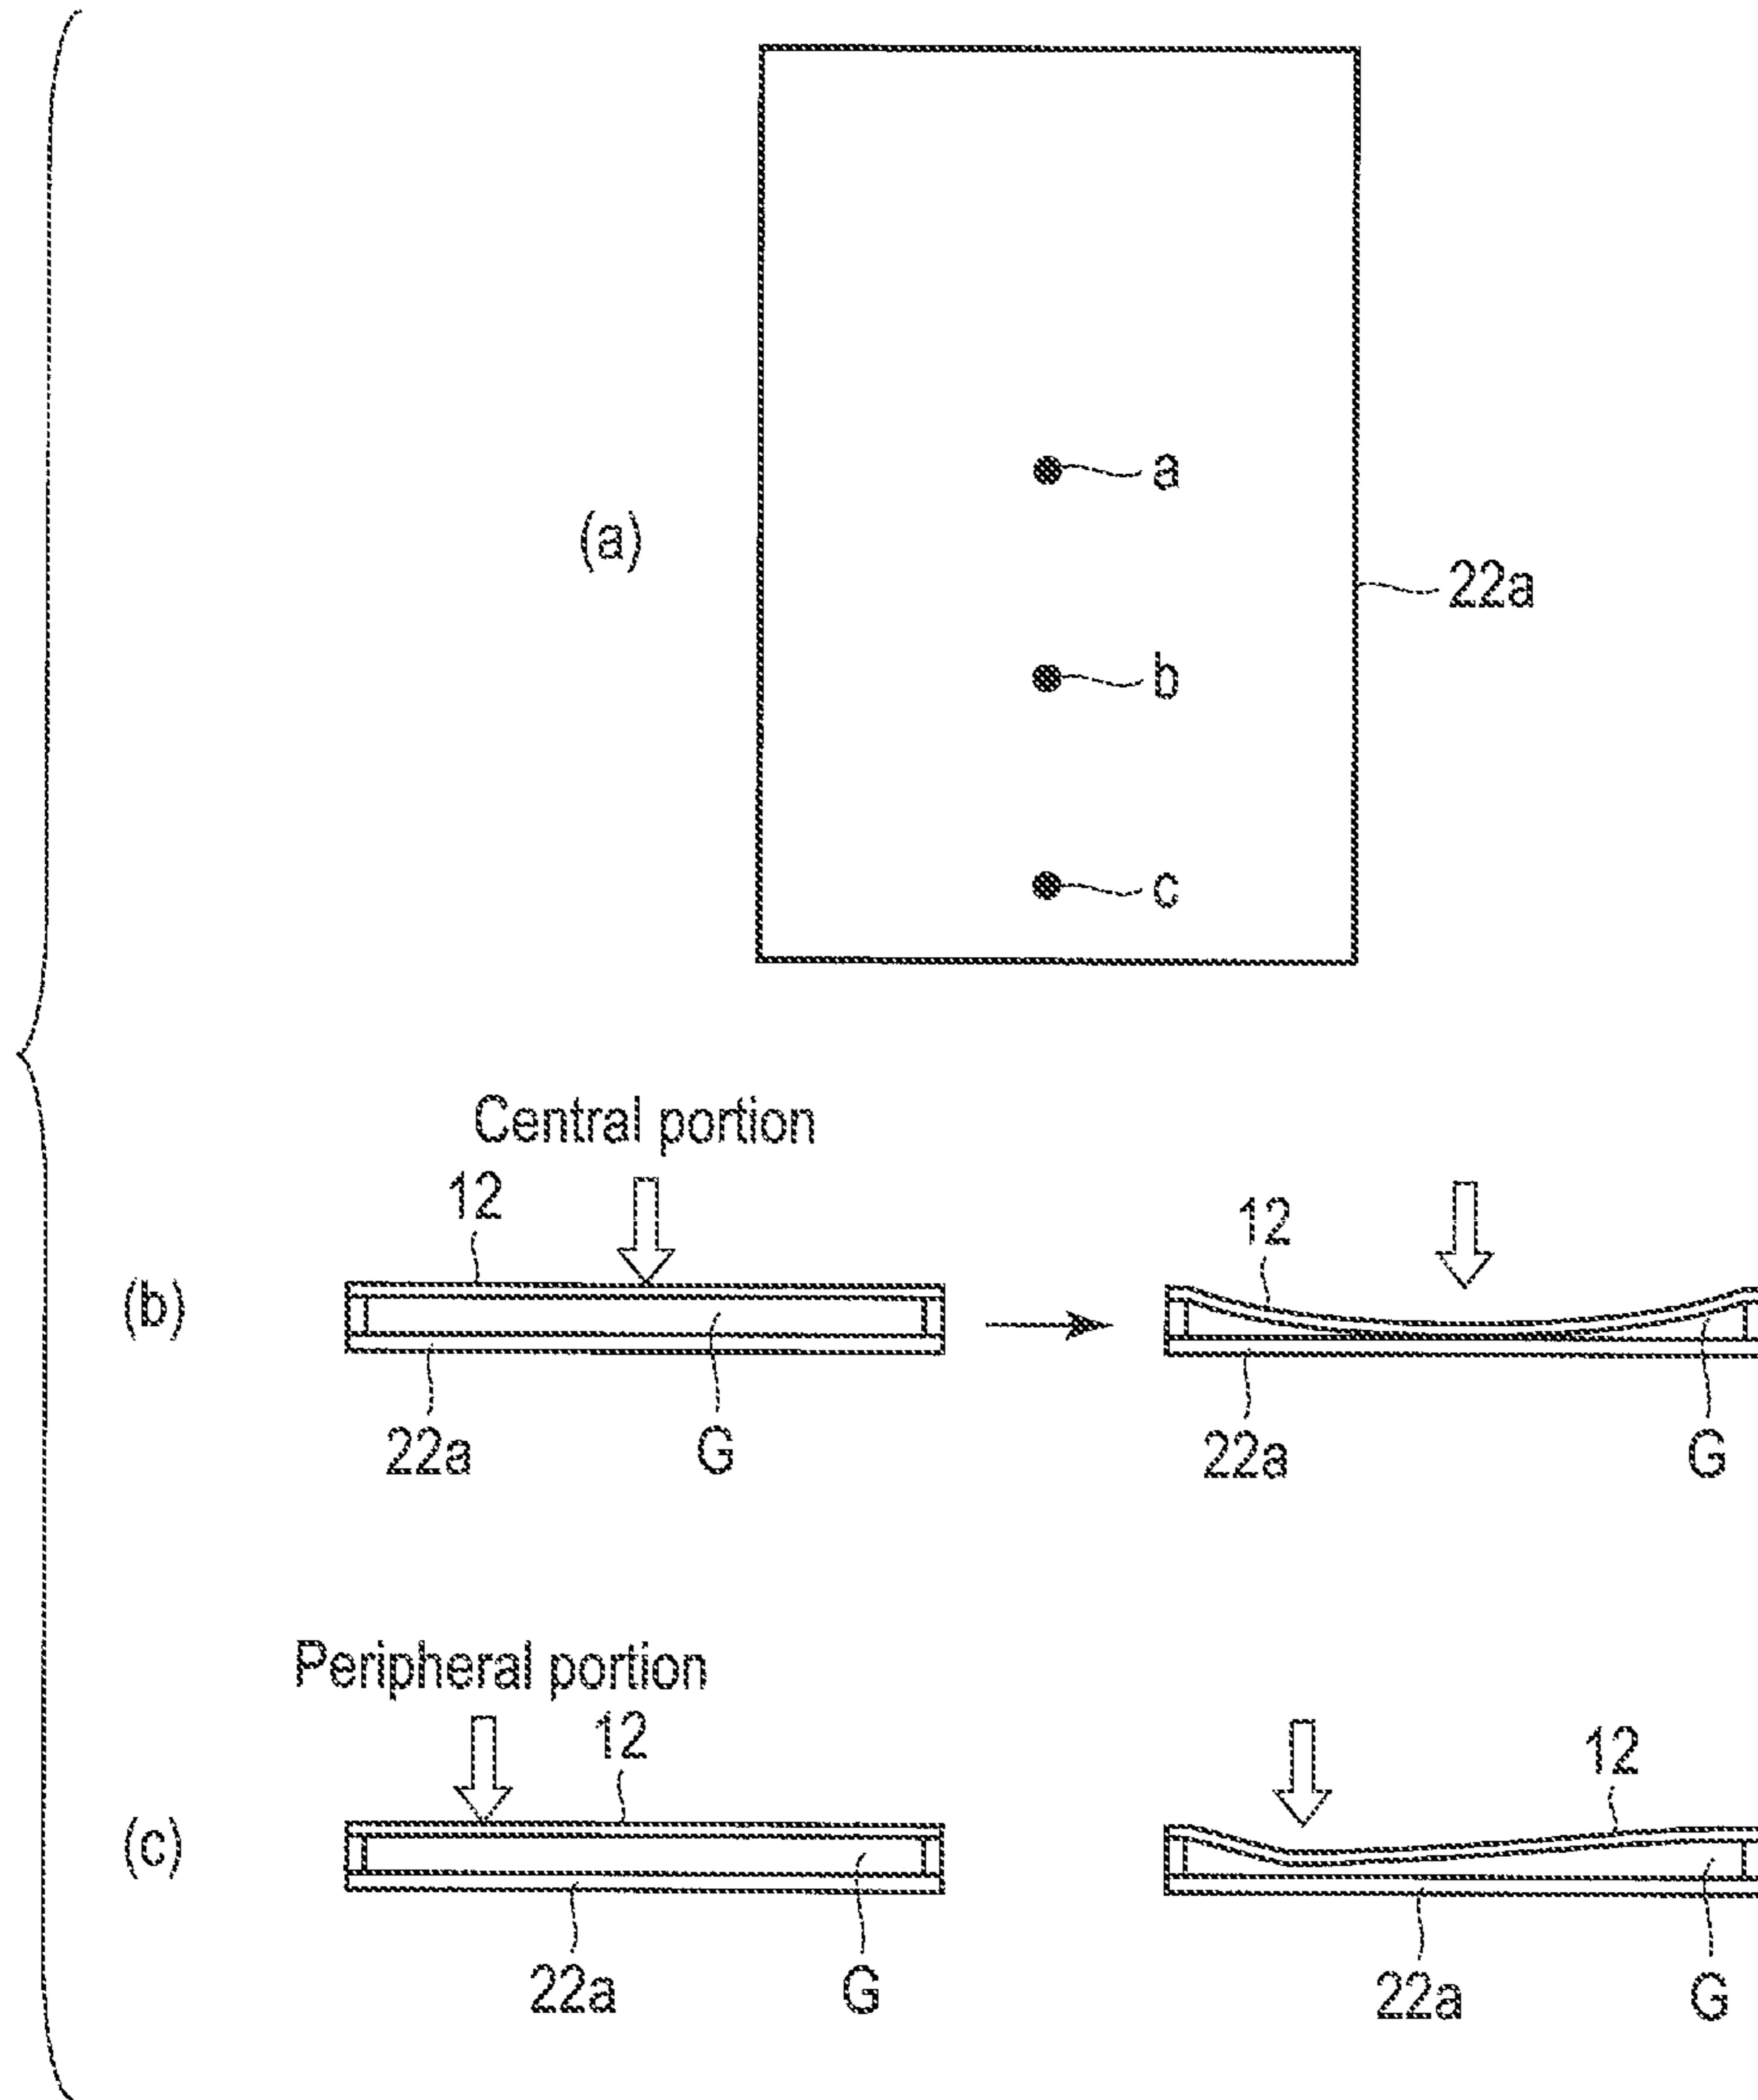 a
(a)
22a
b
c
Central portion
12
12
(b)
22a
G
22a
G
Peripheral portion
12
12
(c)
22a
G
22a
G